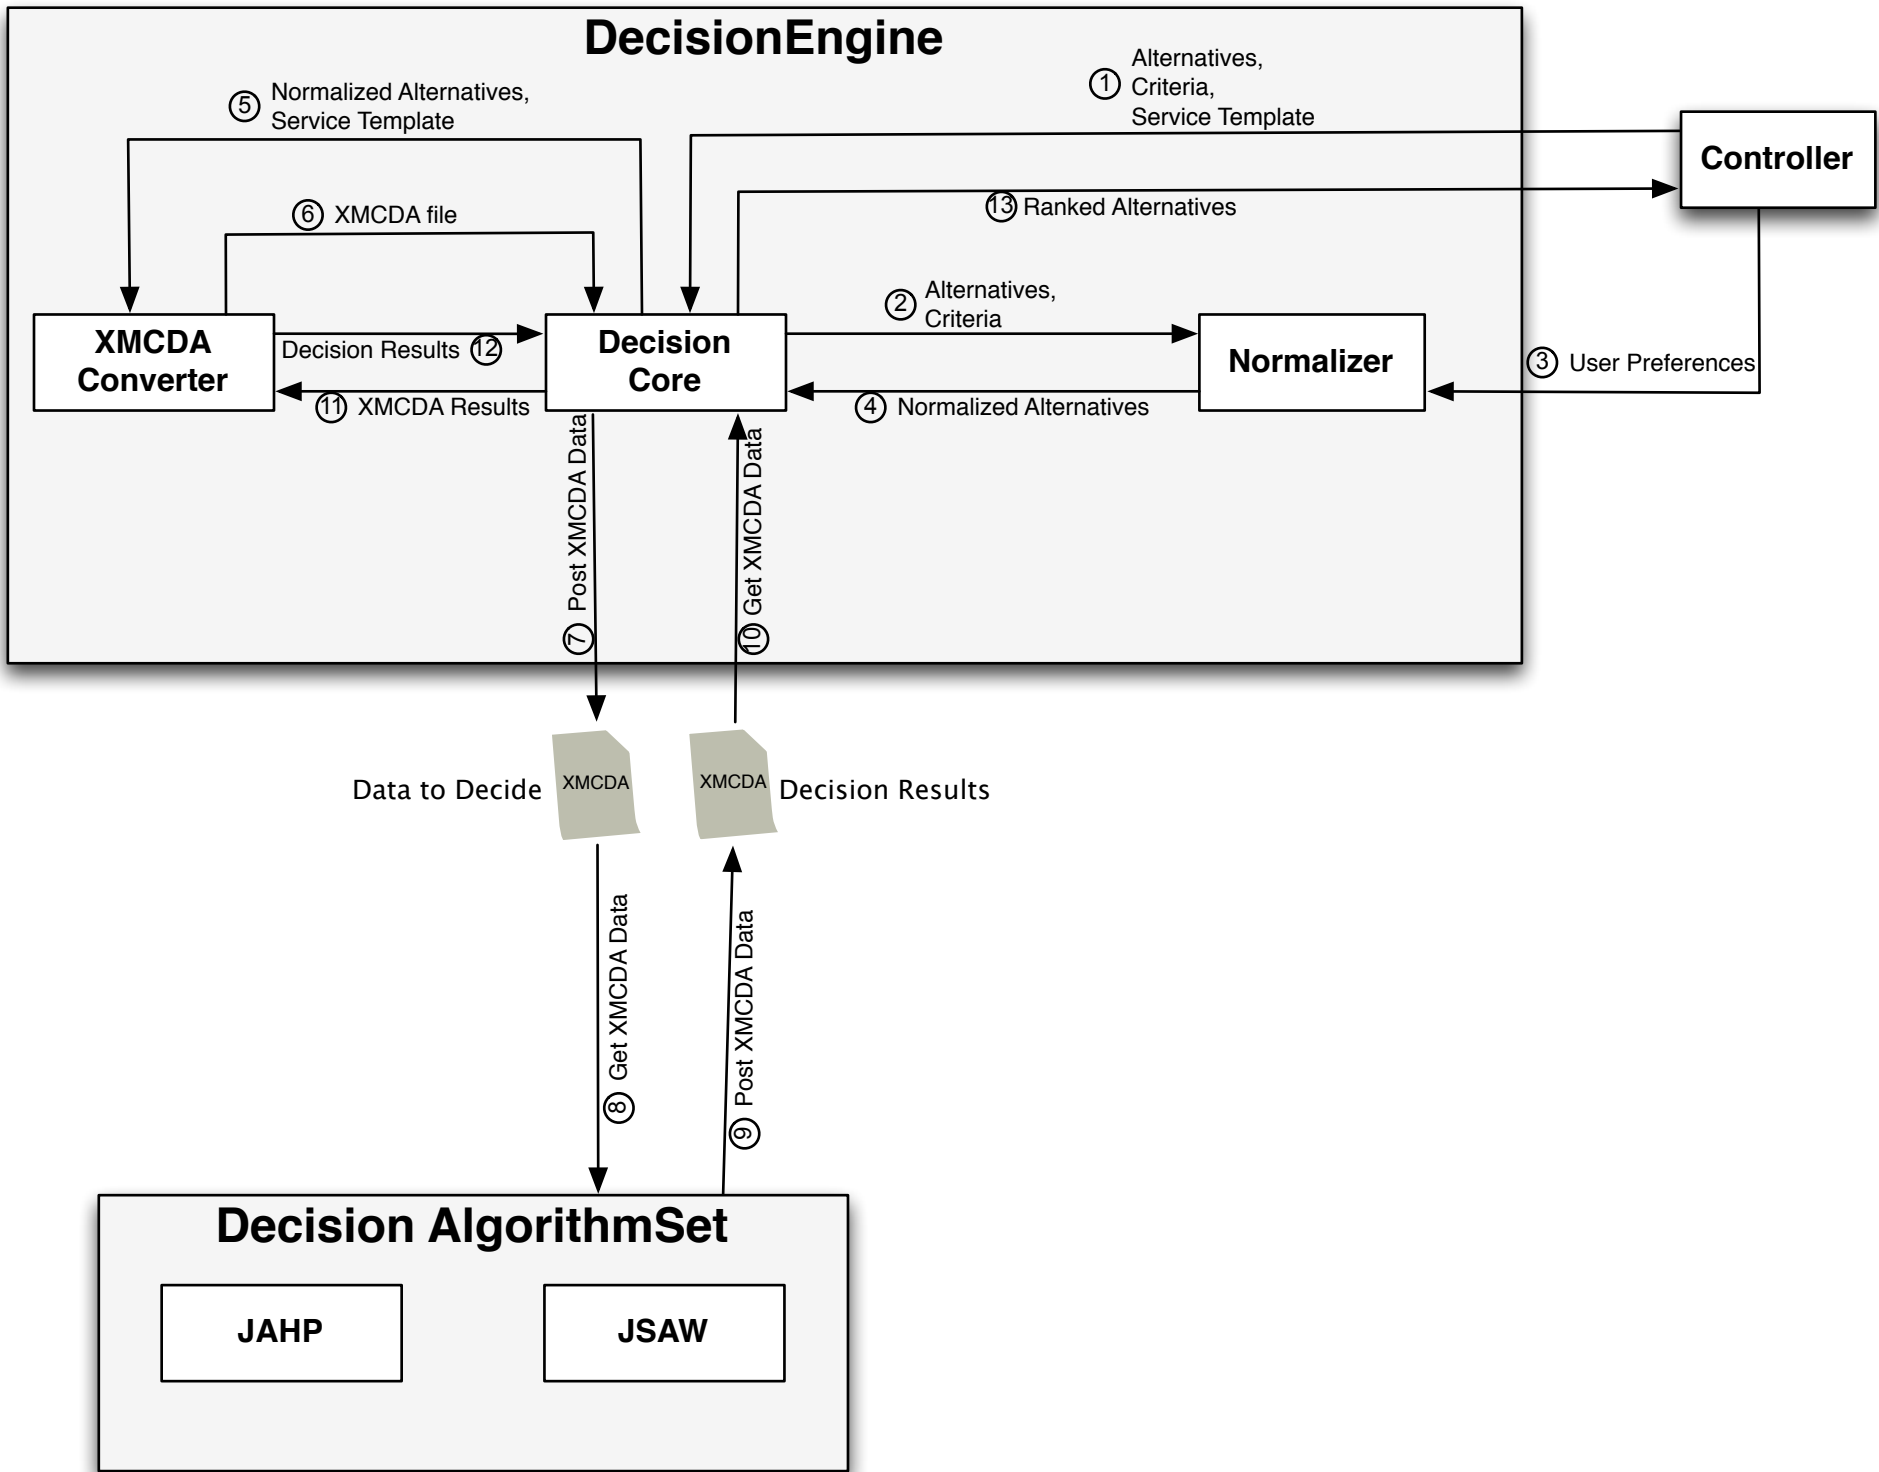 DecisionEngine
① Alternatives,
Criteria,
Service Template
⑤ Normalized Alternatives,
Service Template
Controller
⑥ XMCDA file
⑬ Ranked Alternatives
② Alternatives,
Criteria
XMCDA
Converter
Decision Results ⑫
⑪ XMCDA Results
Decision
Core
Normalizer
③ User Preferences
④ Normalized Alternatives
⑦ Post XMCDA Data
⑩ Get XMCDA Data
Data to Decide
XMCDA
XMCDA
Decision Results
⑧ Get XMCDA Data
⑨ Post XMCDA Data
Decision AlgorithmSet
JAHP
JSAW